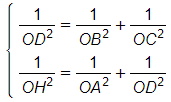 1/OD² = 1/OB² + 1/OC²
1/OH² = 1/OA² + 1/OD²